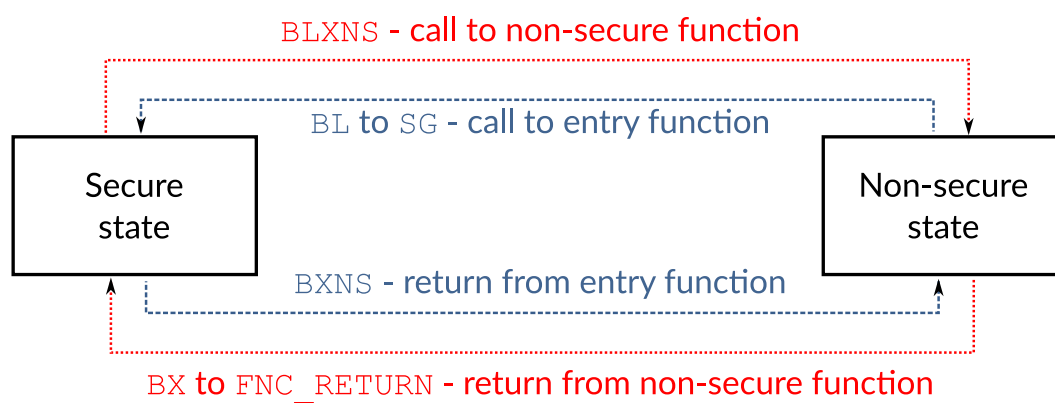 BLXNS - call to non-secure function
BL to SG - call to entry function
Secure
state
Non-secure
state
BXNS - return from entry function
BX to FNC_RETURN - return from non-secure function